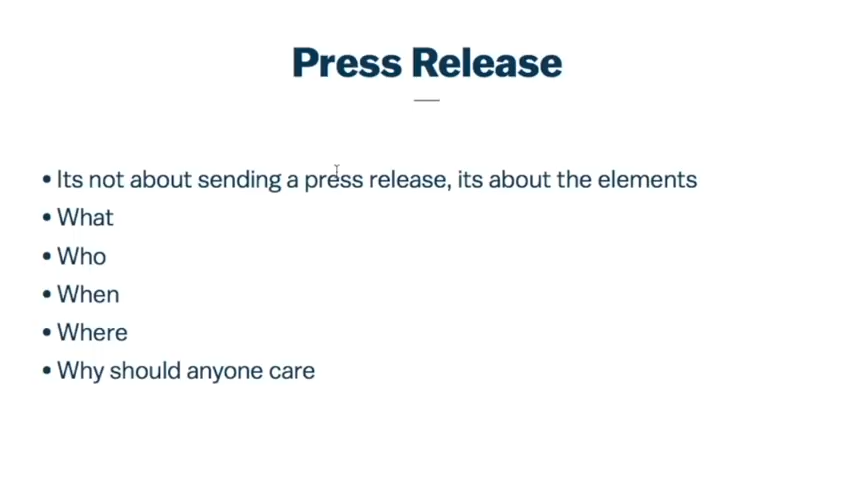 Press Release
• Its not about sending a press release, its about the elements
• What
• Who
• When
• Where
• Why should anyone care